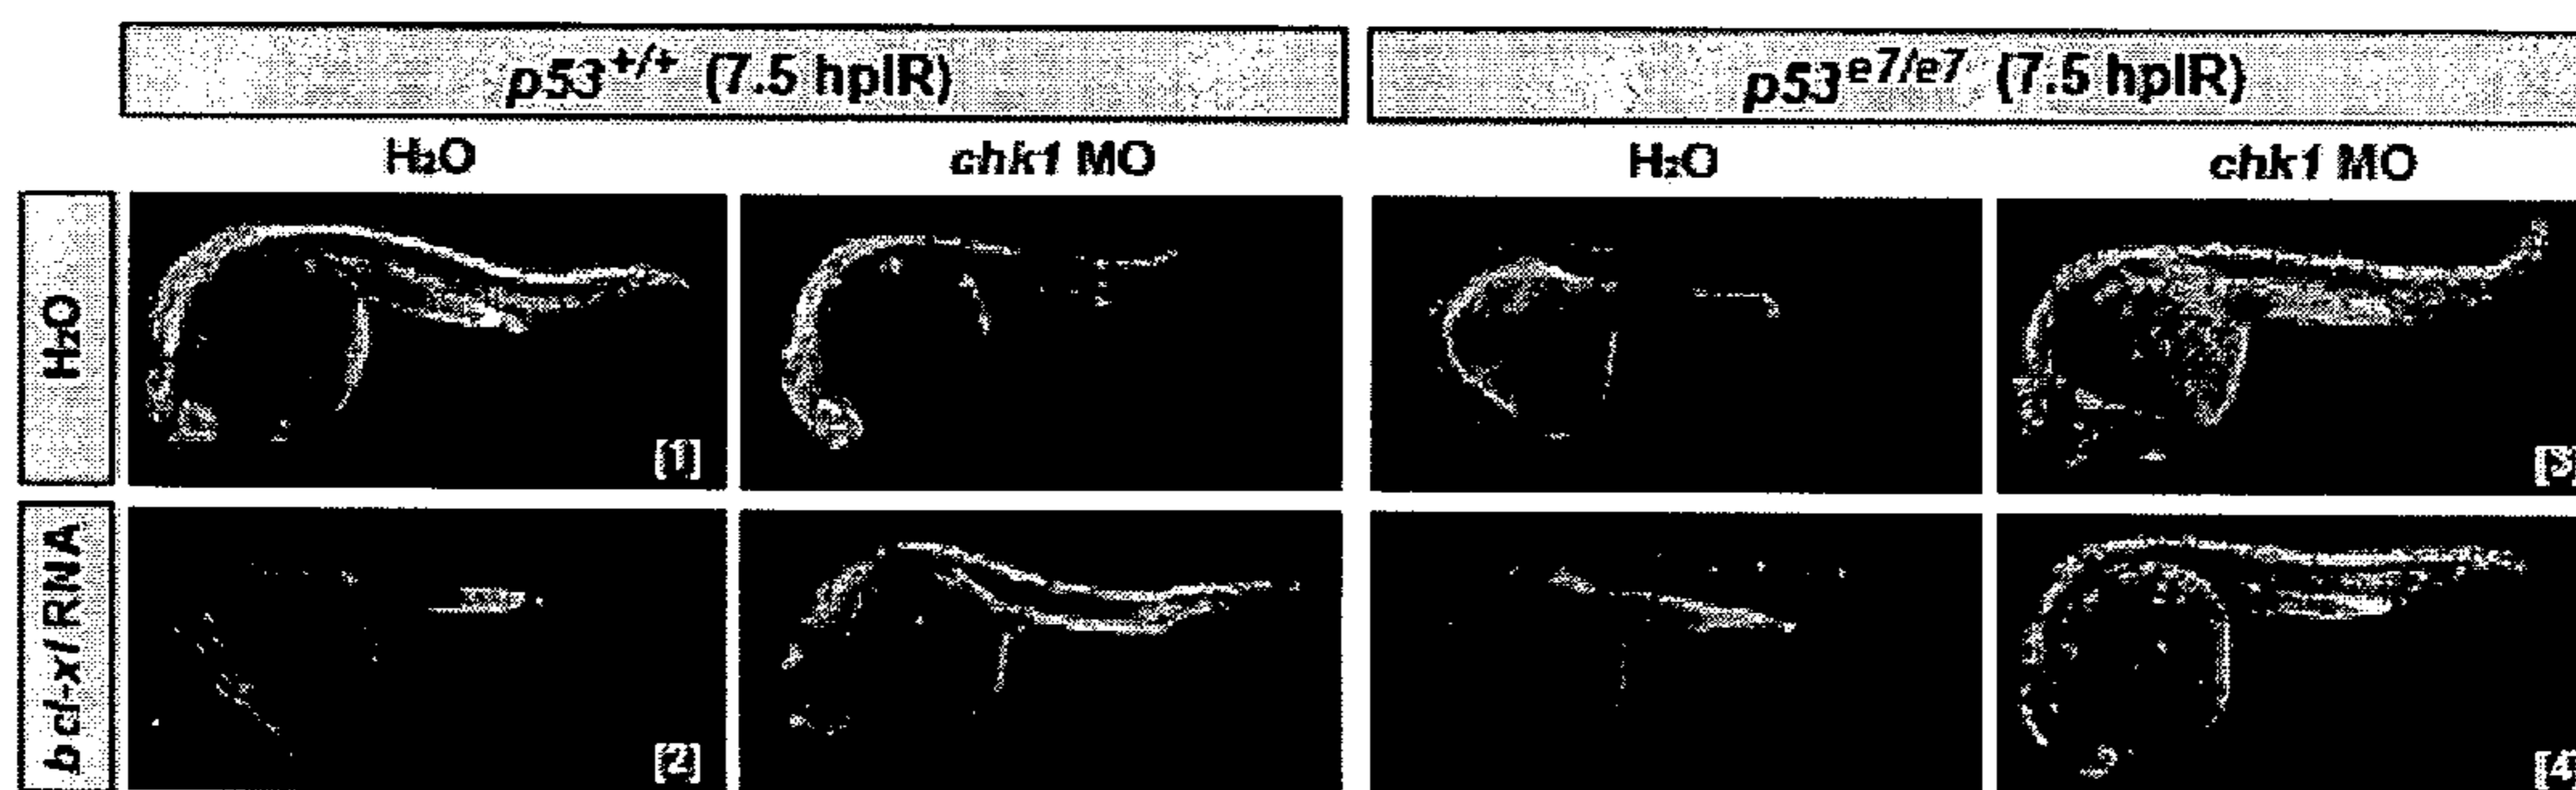 p53+/+ (7.5 hpIR) p53e7/e7 (7.5 hpIR)
H₂O chk1 MO H₂O chk1 MO
H₂O
[1] [3]
bcl-xl RNA
[2] [4]